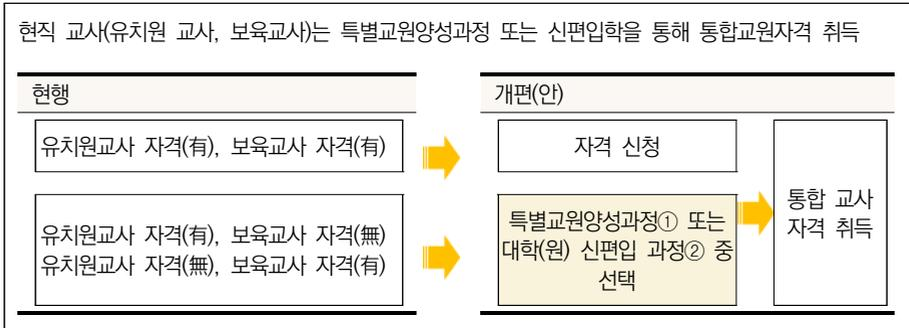 현직 교사(유치원 교사, 보육교사)는 특별교원양성과정 또는 신편입학을 통해 통합교원자격 취득
현행
개편(안)
유치원교사 자격(有), 보육교사 자격(有)
자격 신청
유치원교사 자격(有), 보육교사 자격(無)
유치원교사 자격(無), 보육교사 자격(有)
특별교원양성과정① 또는
대학(원) 신편입 과정② 중
선택
통합 교사
자격 취득